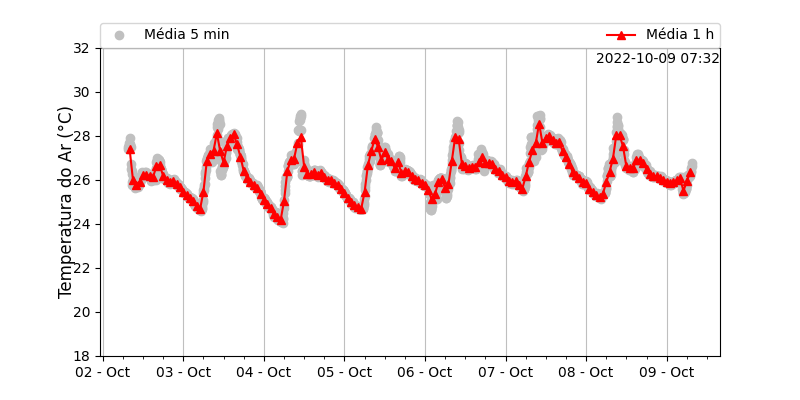 Média 5 min
Média 1 h
2022-10-09 07:32
Temperatura do Ar (°C)
32
30
28
26
24
22
20
18
02 - Oct
03 - Oct
04 - Oct
05 - Oct
06 - Oct
07 - Oct
08 - Oct
09 - Oct